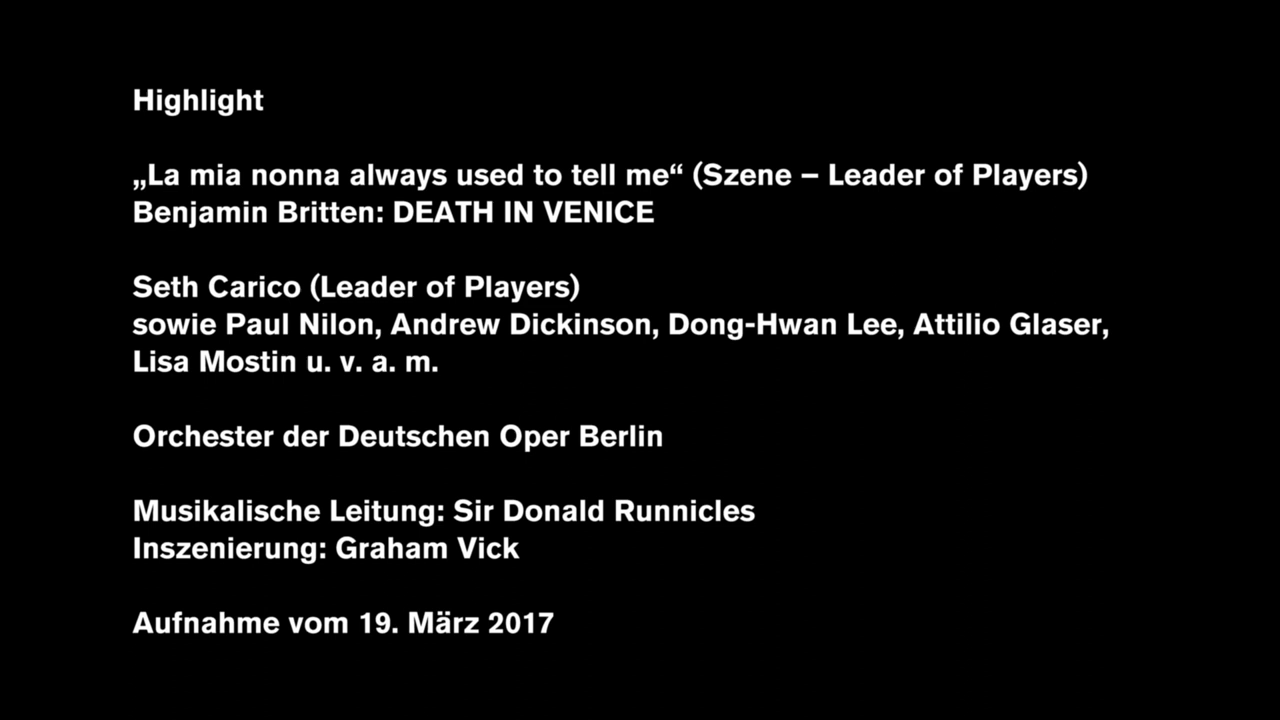 Highlight
„La mia nonna always used to tell me“ (Szene – Leader of Players)
Benjamin Britten: DEATH IN VENICE
Seth Carico (Leader of Players)
sowie Paul Nilon, Andrew Dickinson, Dong-Hwan Lee, Attilio Glaser,
Lisa Mostin u. v. a. m.
Orchester der Deutschen Oper Berlin
Musikalische Leitung: Sir Donald Runnicles
Inszenierung: Graham Vick
Aufnahme vom 19. März 2017